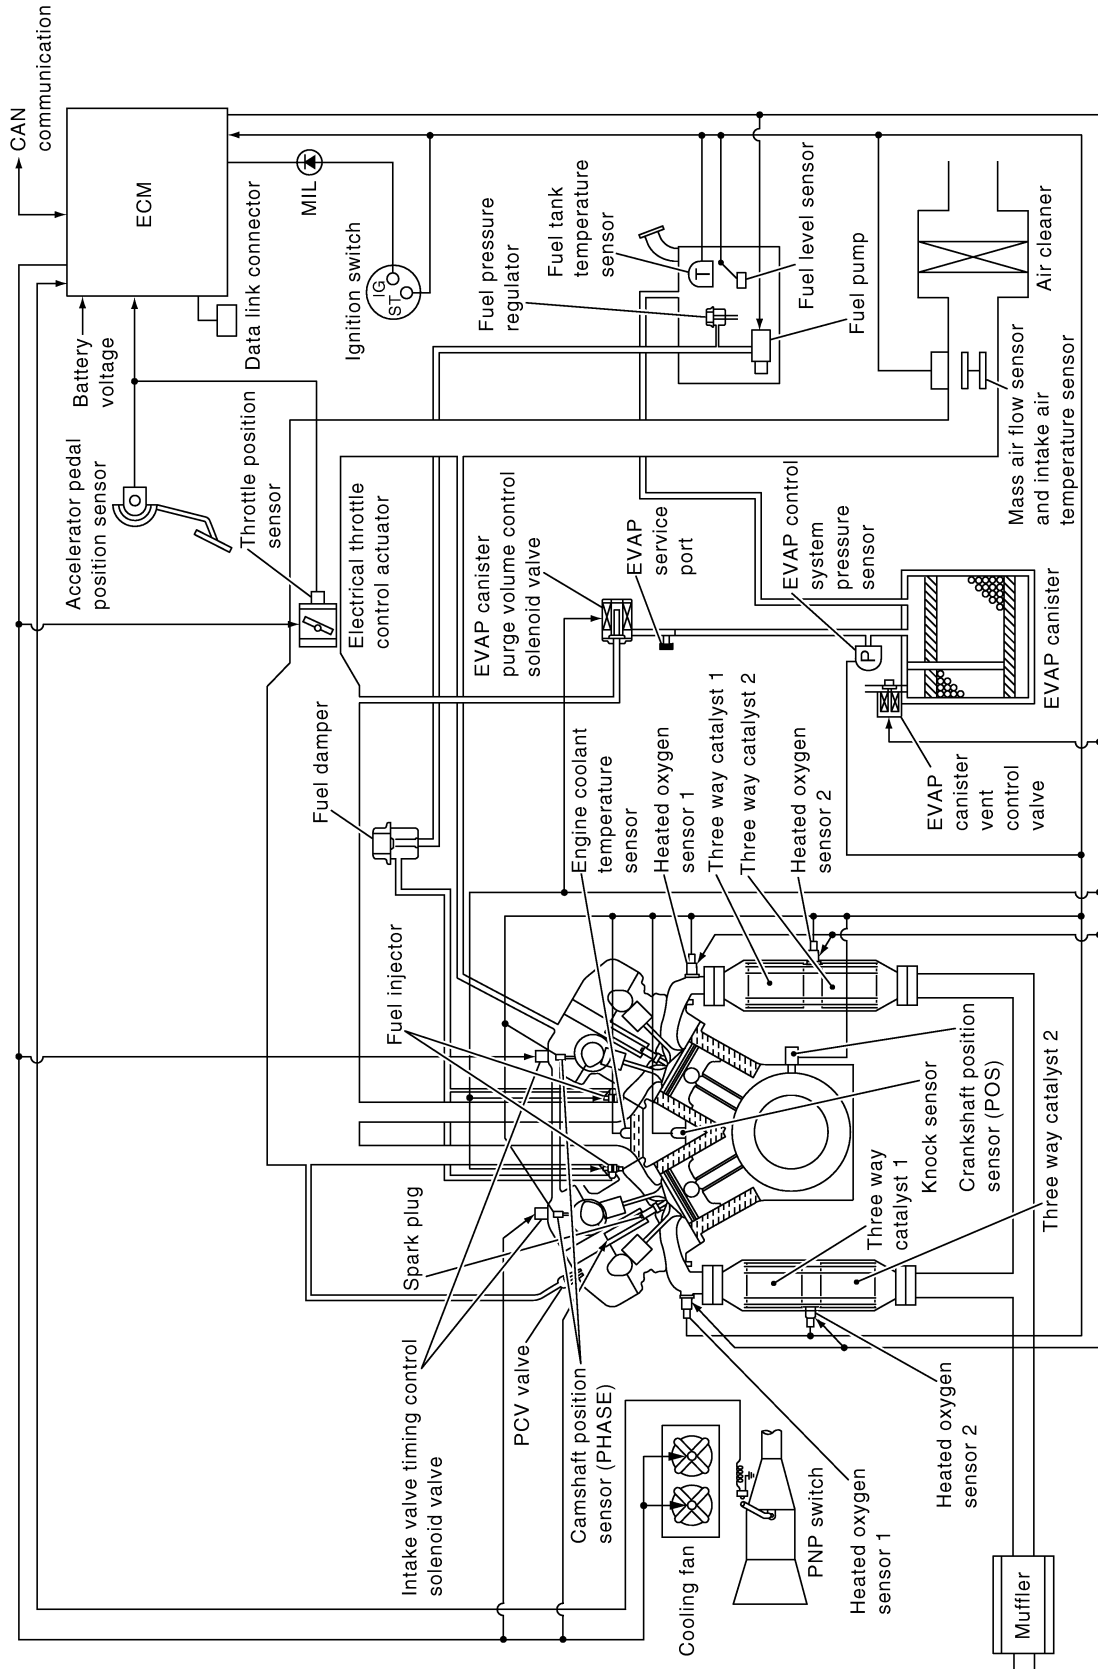 CAN
communication
ECM
MIL
Data link connector
Battery
voltage
Ignition switch
IG
ST
Accelerator pedal
position sensor
Throttle position
sensor
Electrical throttle
control actuator
Fuel pressure
regulator
Fuel tank
temperature
sensor
T
Fuel level sensor
Fuel pump
Air cleaner
Mass air flow sensor
and intake air
temperature sensor
EVAP canister
purge volume control
solenoid valve
EVAP
service
port
EVAP control
system
pressure
sensor
P
EVAP canister
EVAP
canister
vent
control
valve
Fuel damper
Fuel injector
Engine coolant
temperature
sensor
Heated oxygen
sensor 1
Three way catalyst 1
Three way catalyst 2
Heated oxygen
sensor 2
Intake valve timing control
solenoid valve
Spark plug
PCV valve
Camshaft position
sensor (PHASE)
Three way
catalyst 1
Knock sensor
Crankshaft position
sensor (POS)
Three way catalyst 2
Cooling fan
PNP switch
Heated oxygen
sensor 1
Heated oxygen
sensor 2
Muffler